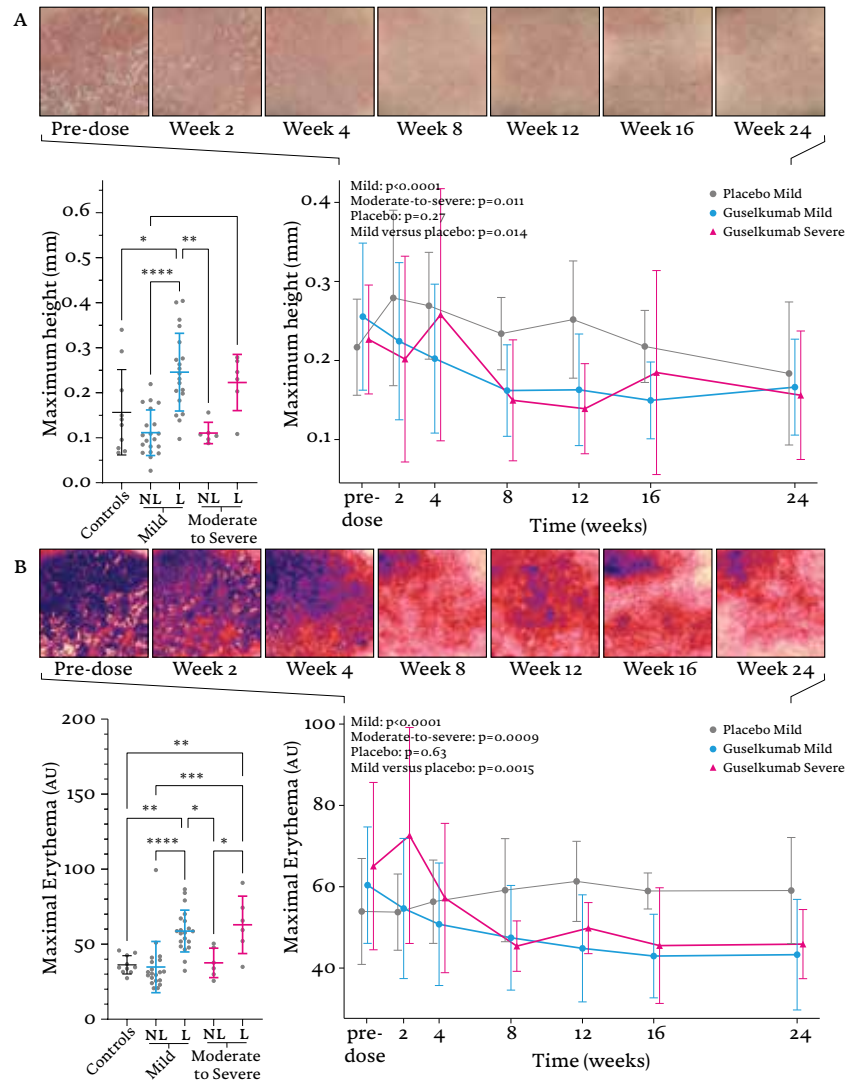 A
Pre-dose Week 2 Week 4 Week 8 Week 12 Week 16 Week 24
Maximum height (mm)
0.6
0.5
0.4
0.3
0.2
0.1
0.0
* ** ****
Controls NL L NL L
Mild Moderate to Severe
Maximum height (mm)
0.4
0.3
0.2
0.1
Mild: p<0.0001
Moderate-to-severe: p=0.011
Placebo: p=0.27
Mild versus placebo: p=0.014
Placebo Mild
Guselkumab Mild
Guselkumab Severe
pre-dose 2 4 8 12 16 24
Time (weeks)
B
Pre-dose Week 2 Week 4 Week 8 Week 12 Week 16 Week 24
Maximal Erythema (AU)
200
150
100
50
0
**
***
** *
**** *
Controls NL L NL L
Mild Moderate to Severe
Maximal Erythema (AU)
100
80
60
40
Mild: p<0.0001
Moderate-to-severe: p=0.0009
Placebo: p=0.63
Mild versus placebo: p=0.0015
Placebo Mild
Guselkumab Mild
Guselkumab Severe
pre-dose 2 4 8 12 16 24
Time (weeks)